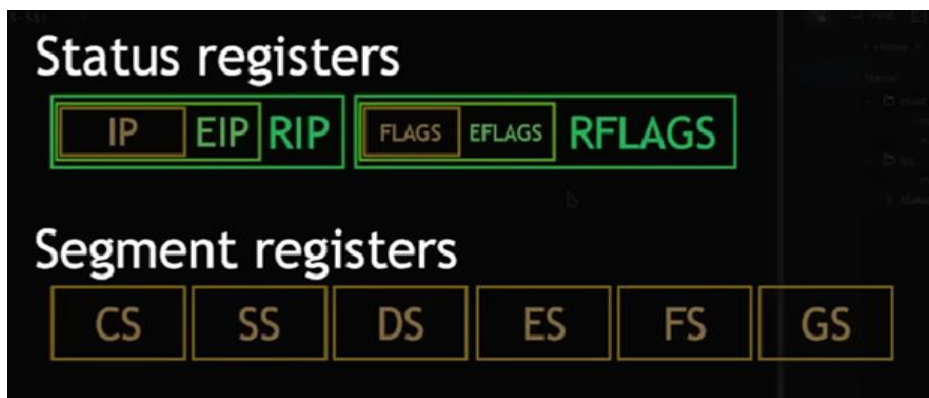 Status registers
IP EIP RIP FLAGS EFLAGS RFLAGS
Segment registers
CS SS DS ES FS GS